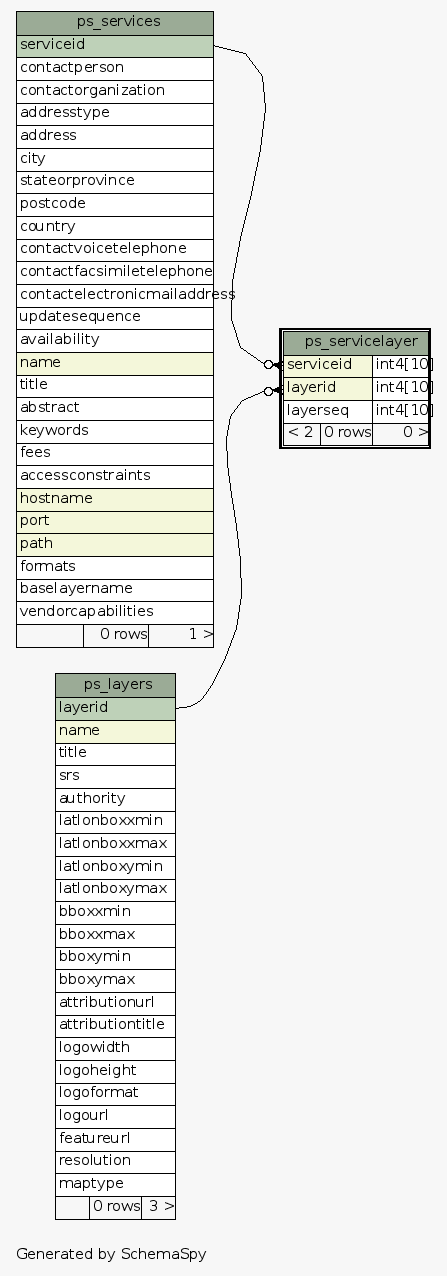 ps_services
serviceid
contactperson
contactorganization
addresstype
address
city
stateorprovince
postcode
country
contactvoicetelephone
contactfacsimiletelephone
contactelectronicmailaddress
updatesequence
availability
name
title
abstract
keywords
fees
accessconstraints
hostname
port
path
formats
baselayername
vendorcapabilities
0 rows 1 >
ps_servicelayer
serviceid int4[10]
layerid int4[10]
layerseq int4[10]
< 2 0 rows 0 >
ps_layers
layerid
name
title
srs
authority
latlonboxxmin
latlonboxxmax
latlonboxymin
latlonboxymax
bboxxmin
bboxxmax
bboxymin
bboxymax
attributionurl
attributiontitle
logowidth
logoheight
logoformat
logourl
featureurl
resolution
maptype
0 rows 3 >
Generated by SchemaSpy